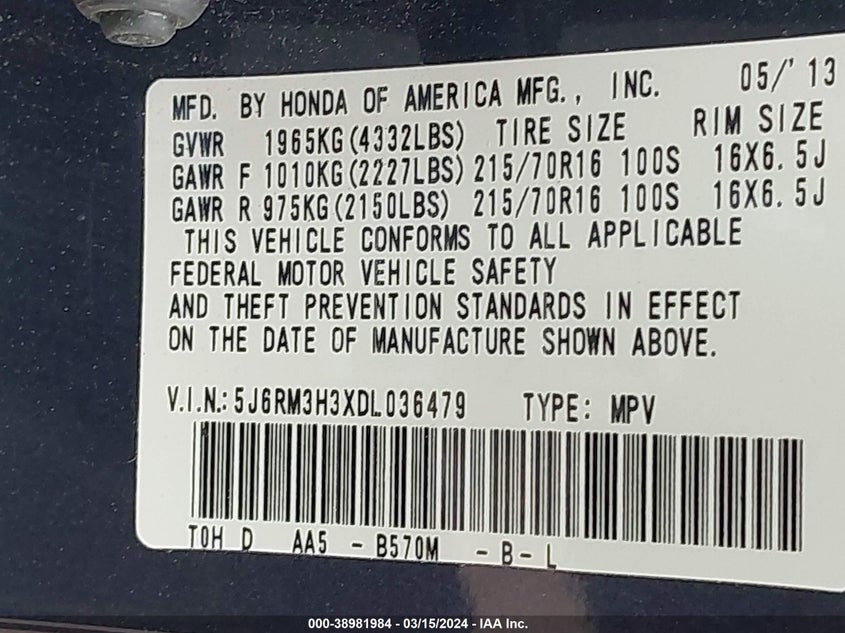 MFD. BY HONDA OF AMERICA MFG., INC. 05/'13
GVWR 1965KG(4332LBS) TIRE SIZE RIM SIZE
GAWR F 1010KG(2227LBS) 215/70R16 100S 16X6.5J
GAWR R 975KG(2150LBS) 215/70R16 100S 16X6.5J
THIS VEHICLE CONFORMS TO ALL APPLICABLE
FEDERAL MOTOR VEHICLE SAFETY
AND THEFT PREVENTION STANDARDS IN EFFECT
ON THE DATE OF MANUFACTURE SHOWN ABOVE.
V.I.N.: 5J6RM3H3XDL036479 TYPE: MPV
T0H D AA5 - B570M - B - L
000-38981984 - 03/15/2024 - IAA Inc.